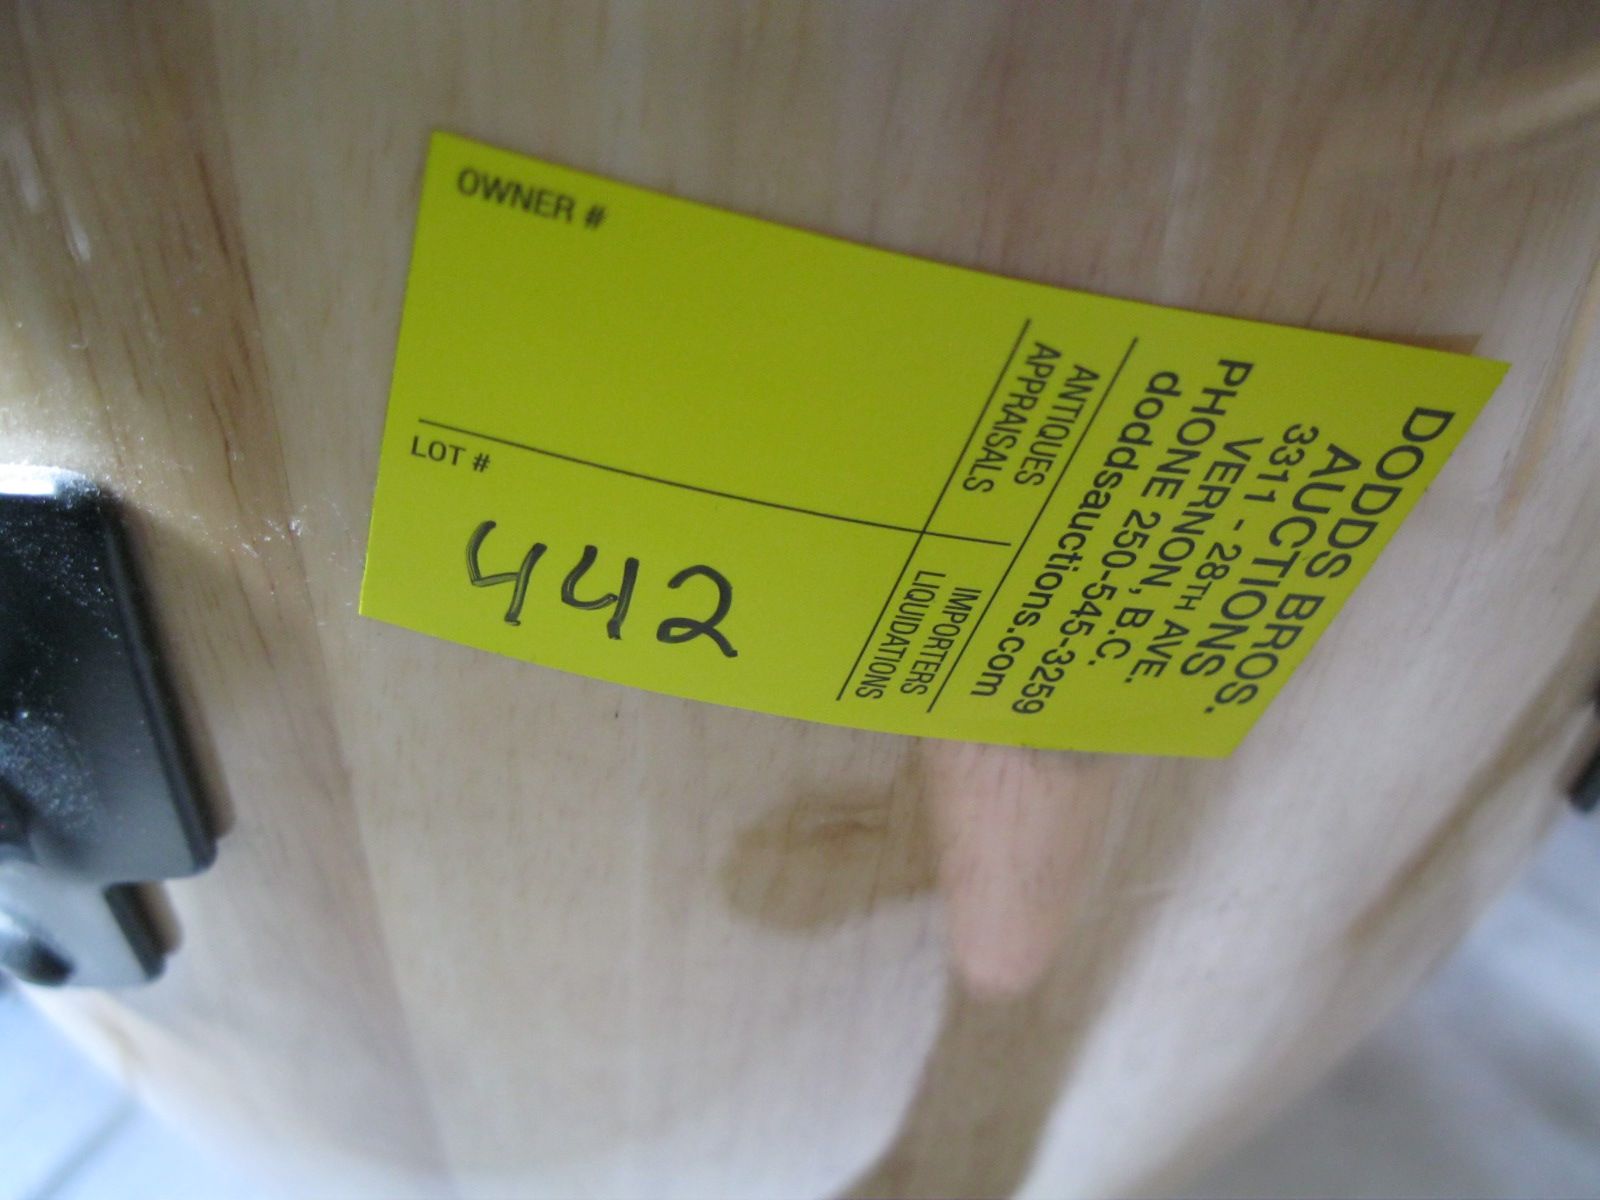 DODDS BROS.
AUCTIONS
3311 - 28TH AVE.
VERNON, B.C.
PHONE 250-545-3259
doddsauctions.com
ANTIQUES
APPRAISALS
IMPORTERS
LIQUIDATIONS
OWNER #
LOT #
442